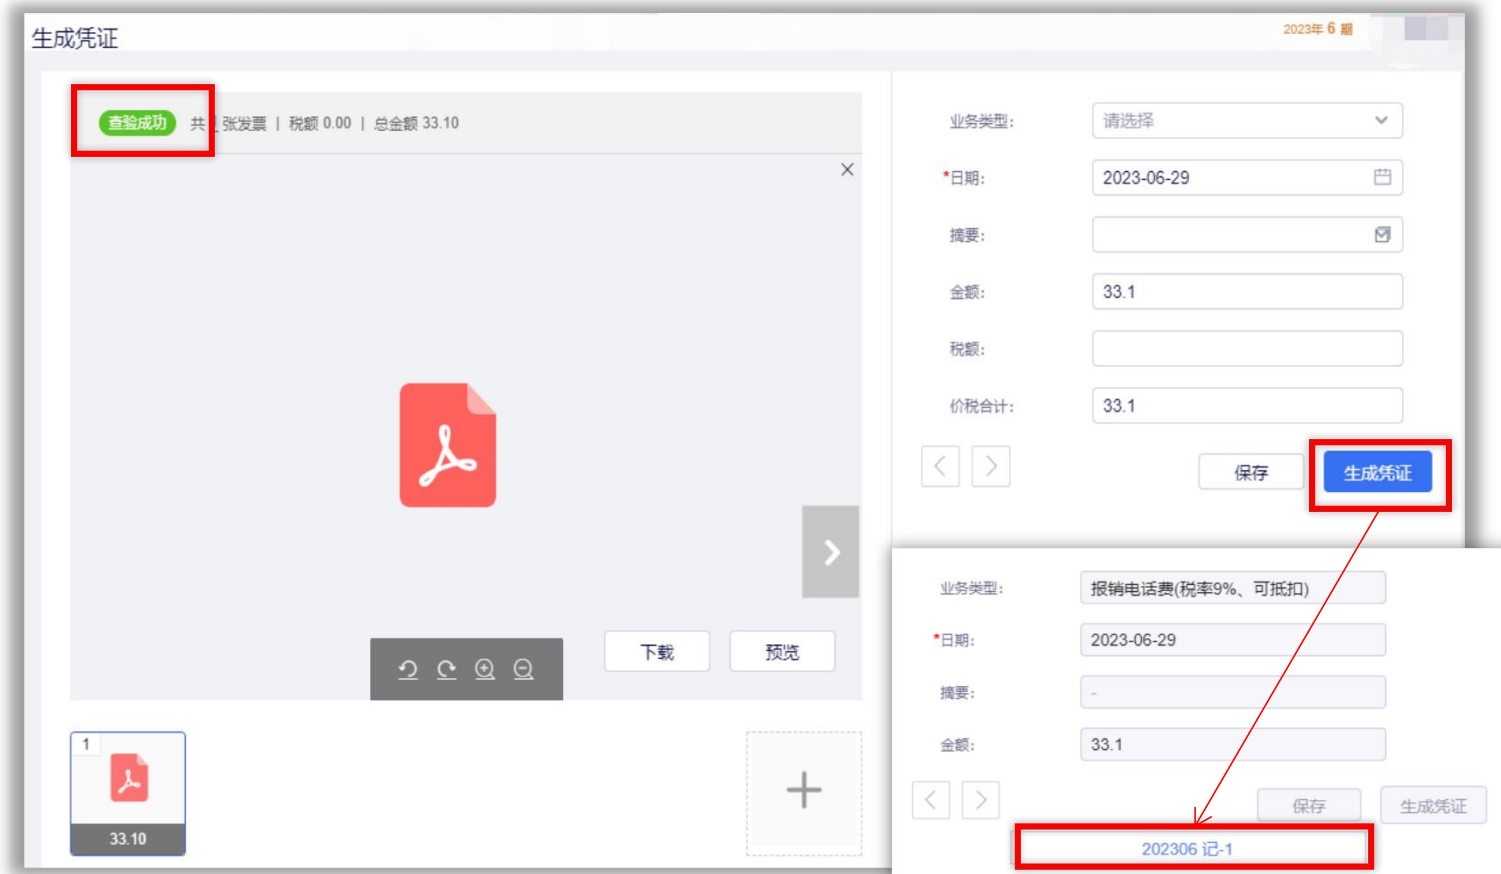 生成凭证
2023年 6 期
查验成功 共 张发票 | 税额 0.00 | 总金额 33.10
业务类型: 请选择
*日期: 2023-06-29
摘要:
金额: 33.1
税额:
价税合计: 33.1
保存 生成凭证
下载 预览
1
33.10
业务类型: 报销电话费(税率9%、可抵扣)
*日期: 2023-06-29
摘要: -
金额: 33.1
保存 生成凭证
202306 记-1